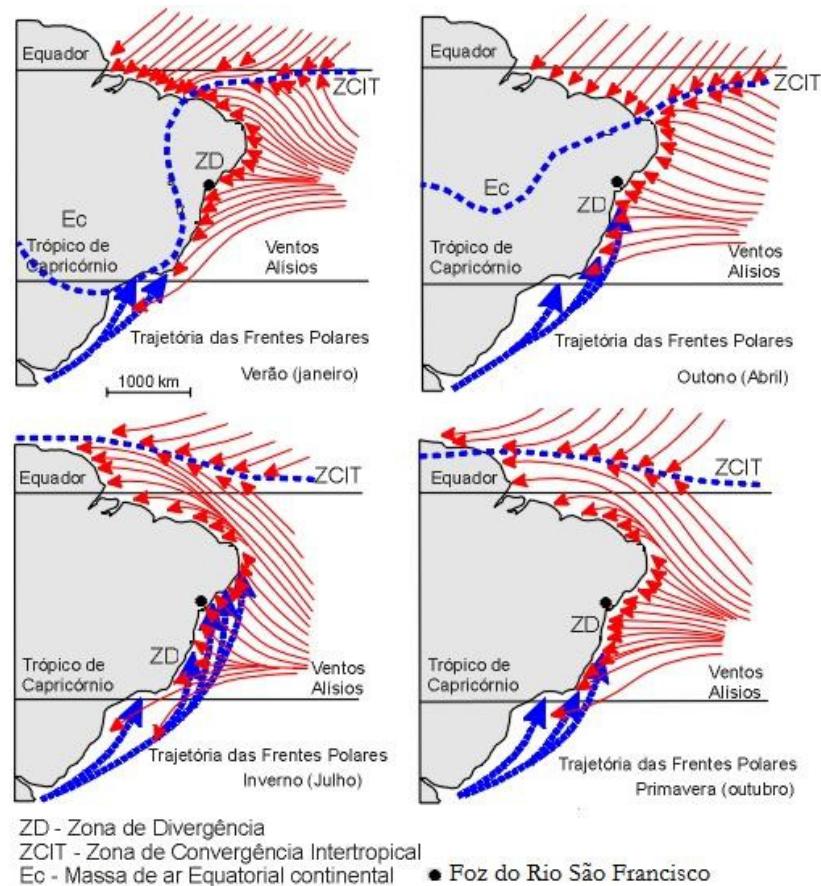 Equador
ZCIT
ZD
Ec
Trópico de
Capricórnio
Ventos
Alísios
Trajetória das Frentes Polares
1000 km
Verão (janeiro)
Equador
ZCIT
Ec
ZD
Trópico de
Capricórnio
Ventos
Alísios
Trajetória das Frentes Polares
Outono (Abril)
Equador
ZCIT
ZD
Trópico de
Capricórnio
Ventos
Alísios
Trajetória das Frentes Polares
Inverno (Julho)
Equador
ZCIT
ZD
Trópico de
Capricórnio
Ventos
Alísios
Trajetória das Frentes Polares
Primavera (outubro)
ZD - Zona de Divergência
ZCIT - Zona de Convergência Intertropical
Ec - Massa de ar Equatorial continental
Foz do Rio São Francisco